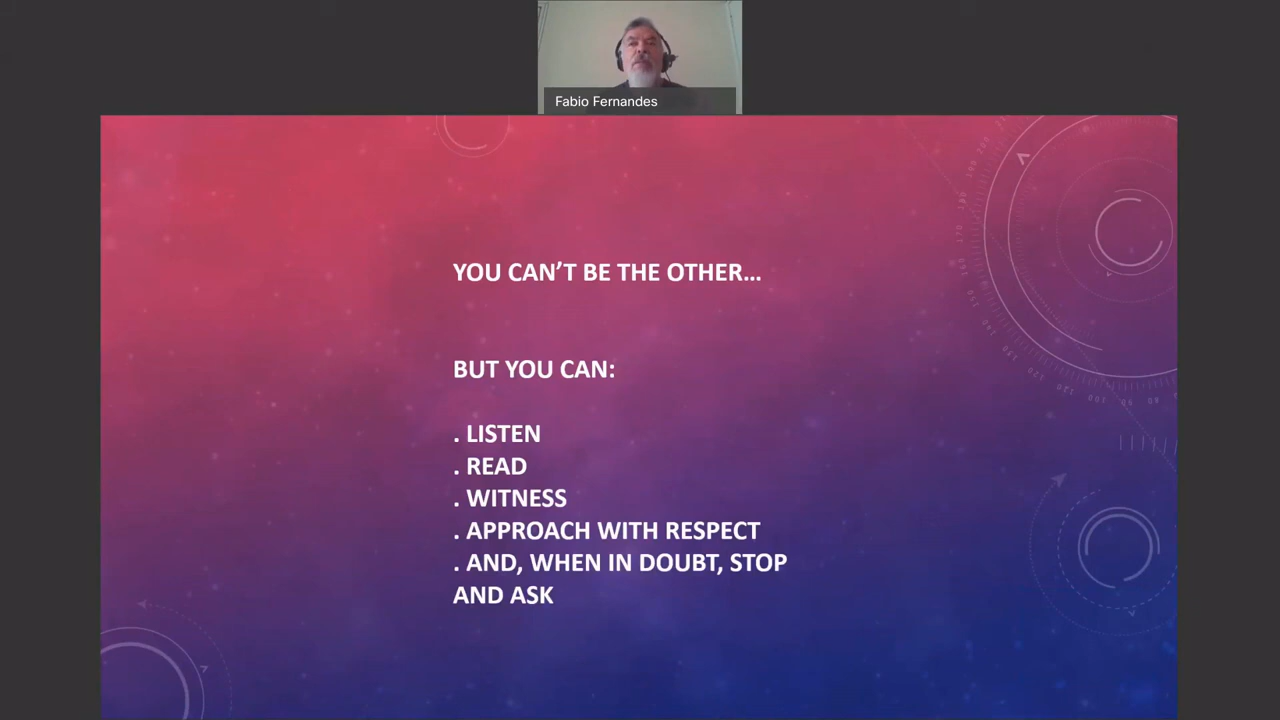 Fabio Fernandes
YOU CAN’T BE THE OTHER…
BUT YOU CAN:
. LISTEN
. READ
. WITNESS
. APPROACH WITH RESPECT
. AND, WHEN IN DOUBT, STOP
AND ASK